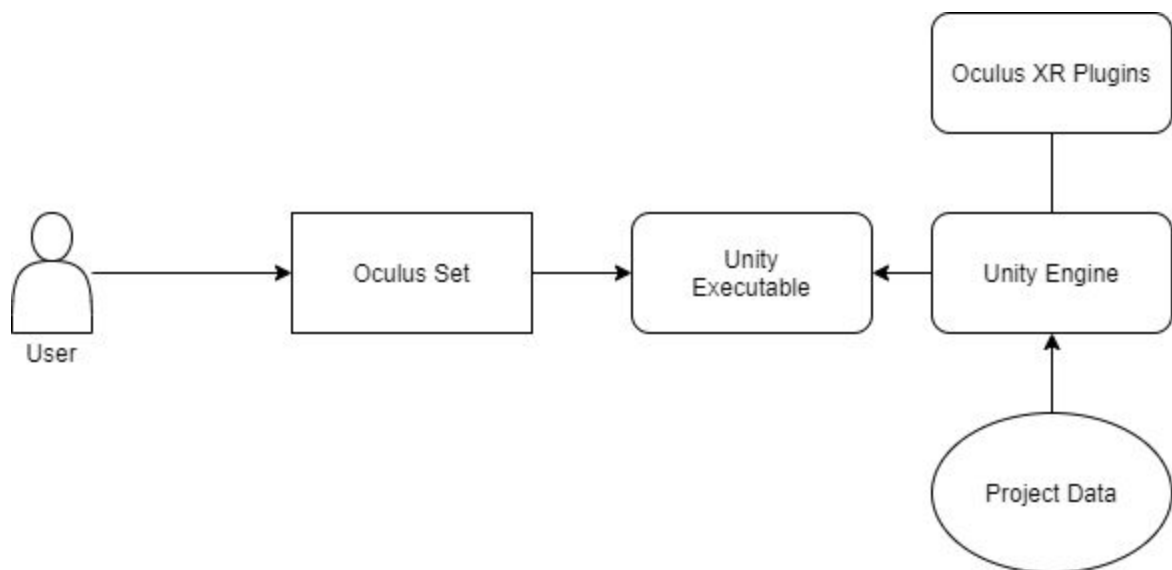 Oculus XR Plugins
Oculus Set
Unity
Executable
Unity Engine
User
Project Data